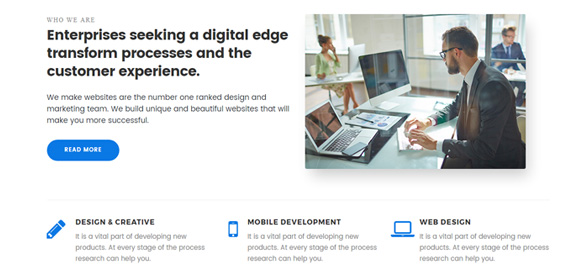 WHO WE ARE
Enterprises seeking a digital edge
transform processes and the
customer experience.
We make websites are the number one ranked design and
marketing team. We build unique and beautiful websites that will
make you more successful.
READ MORE
DESIGN & CREATIVE
It is a vital part of developing new
products. At every stage of the process
research can help you.
MOBILE DEVELOPMENT
It is a vital part of developing new
products. At every stage of the process
research can help you.
WEB DESIGN
It is a vital part of developing new
products. At every stage of the process
research can help you.